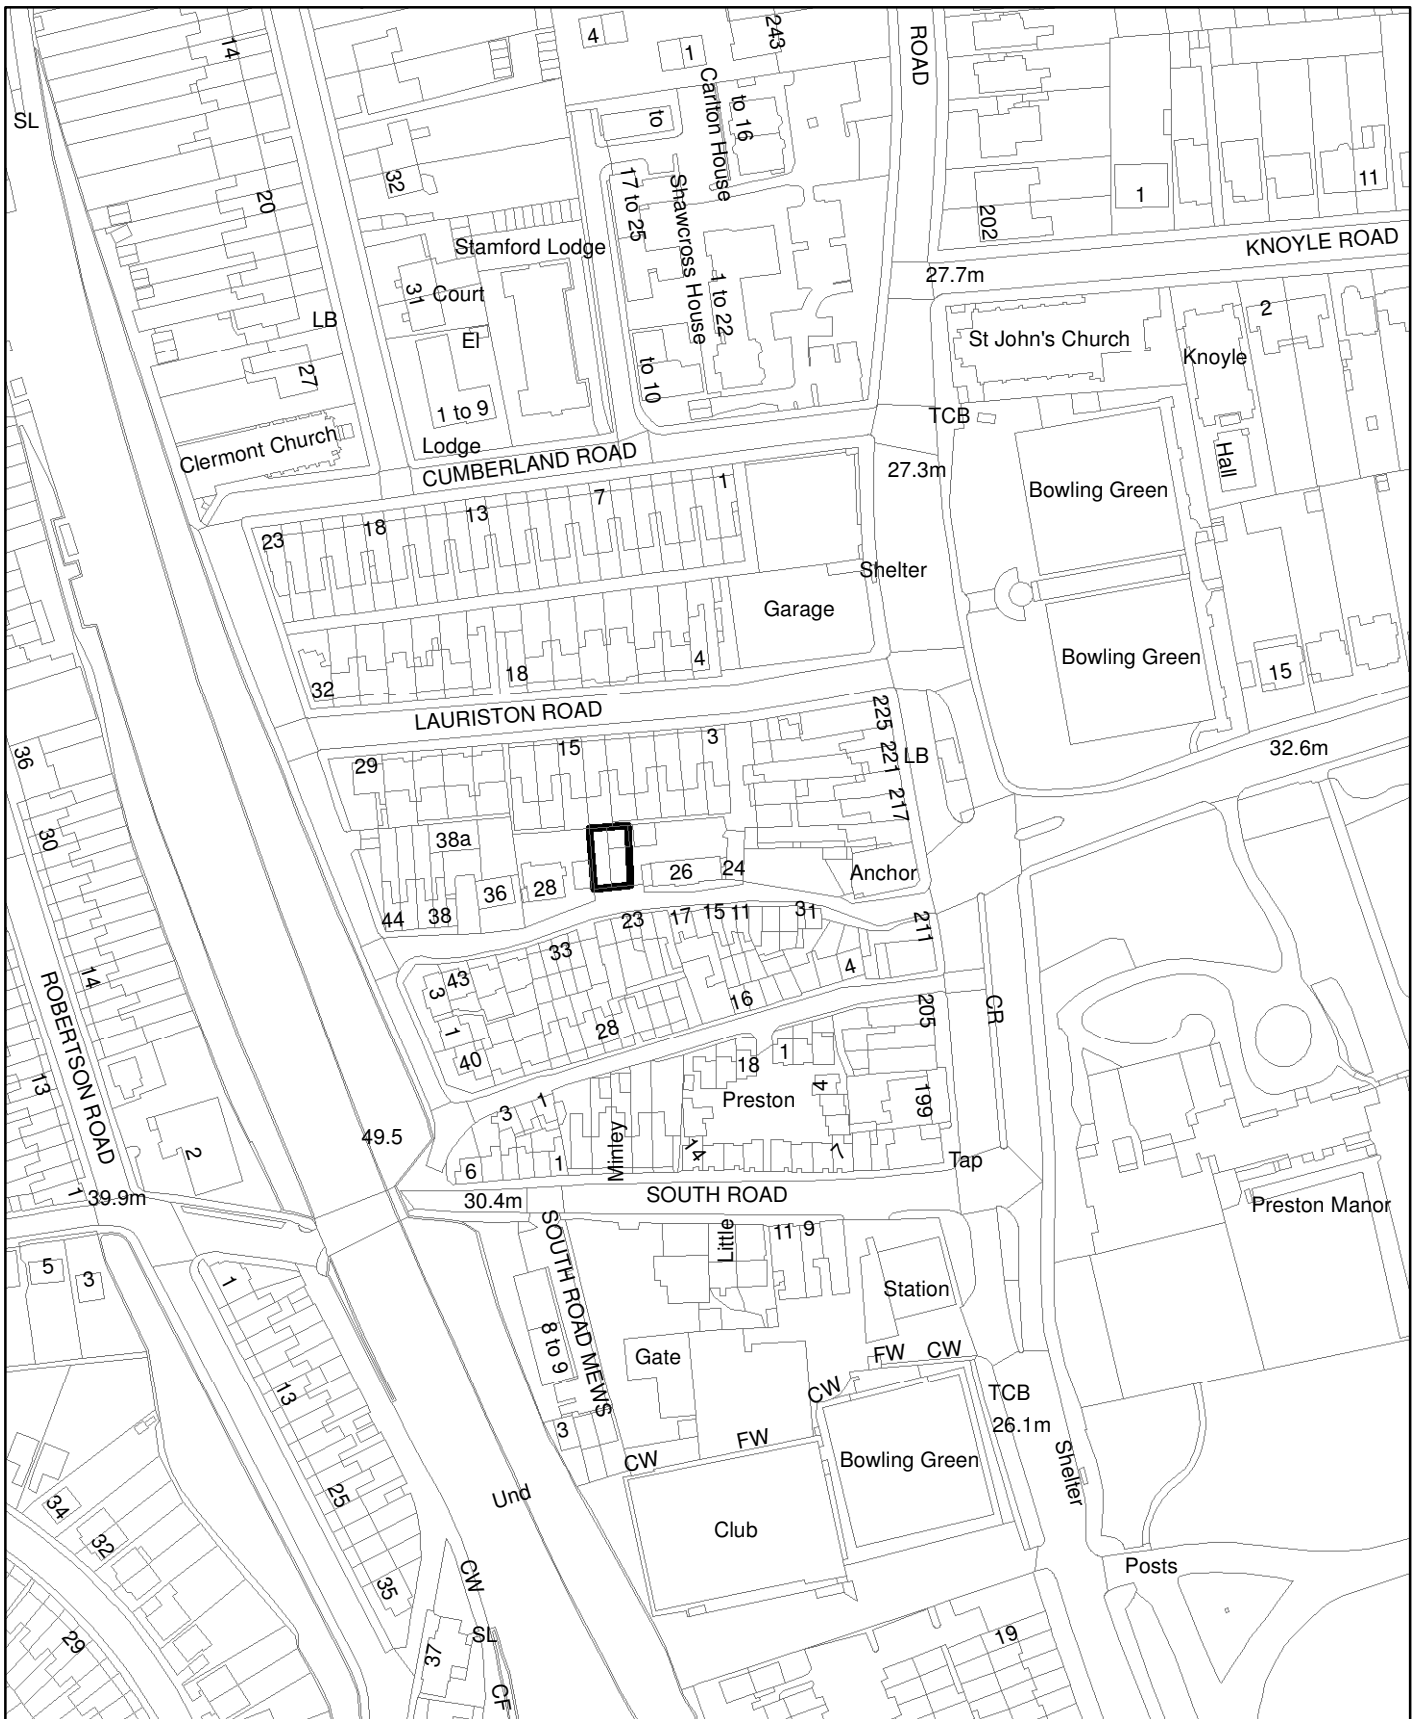 14
4
1
243
ROAD
SL
to
to 16
Carlton House
32
17 to 25
Shawcross House
20
202
1
11
KNOYLE ROAD
Stamford Lodge
31
Court
1 to 22
27.7m
LB
El
2
St John's Church
Knoyle
27
to 10
1 to 9
TCB
Clermont Church
Lodge
CUMBERLAND ROAD
27.3m
Hall
Bowling Green
23
18
13
7
1
Shelter
Garage
Bowling Green
32
18
4
15
LAURISTON ROAD
225
29
15
3
221
LB
32.6m
36
30
217
38a
44
38
36
28
26
24
Anchor
23
17
15
11
31
211
33
43
3
4
14
ROBERTSON ROAD
1
40
28
16
205
CR
13
18
1
4
199
3
1
Preston
49.5
Minley
14
7
2
6
1
Tap
1
39.9m
30.4m
SOUTH ROAD
Preston Manor
SOUTH ROAD MEWS
Little
11
9
5
3
1
Station
8 to 9
Gate
FW
CW
13
CW
TCB
26.1m
3
FW
CW
Bowling Green
Shelter
25
Und
34
32
Club
CW
35
Posts
29
37
SL
19
CF